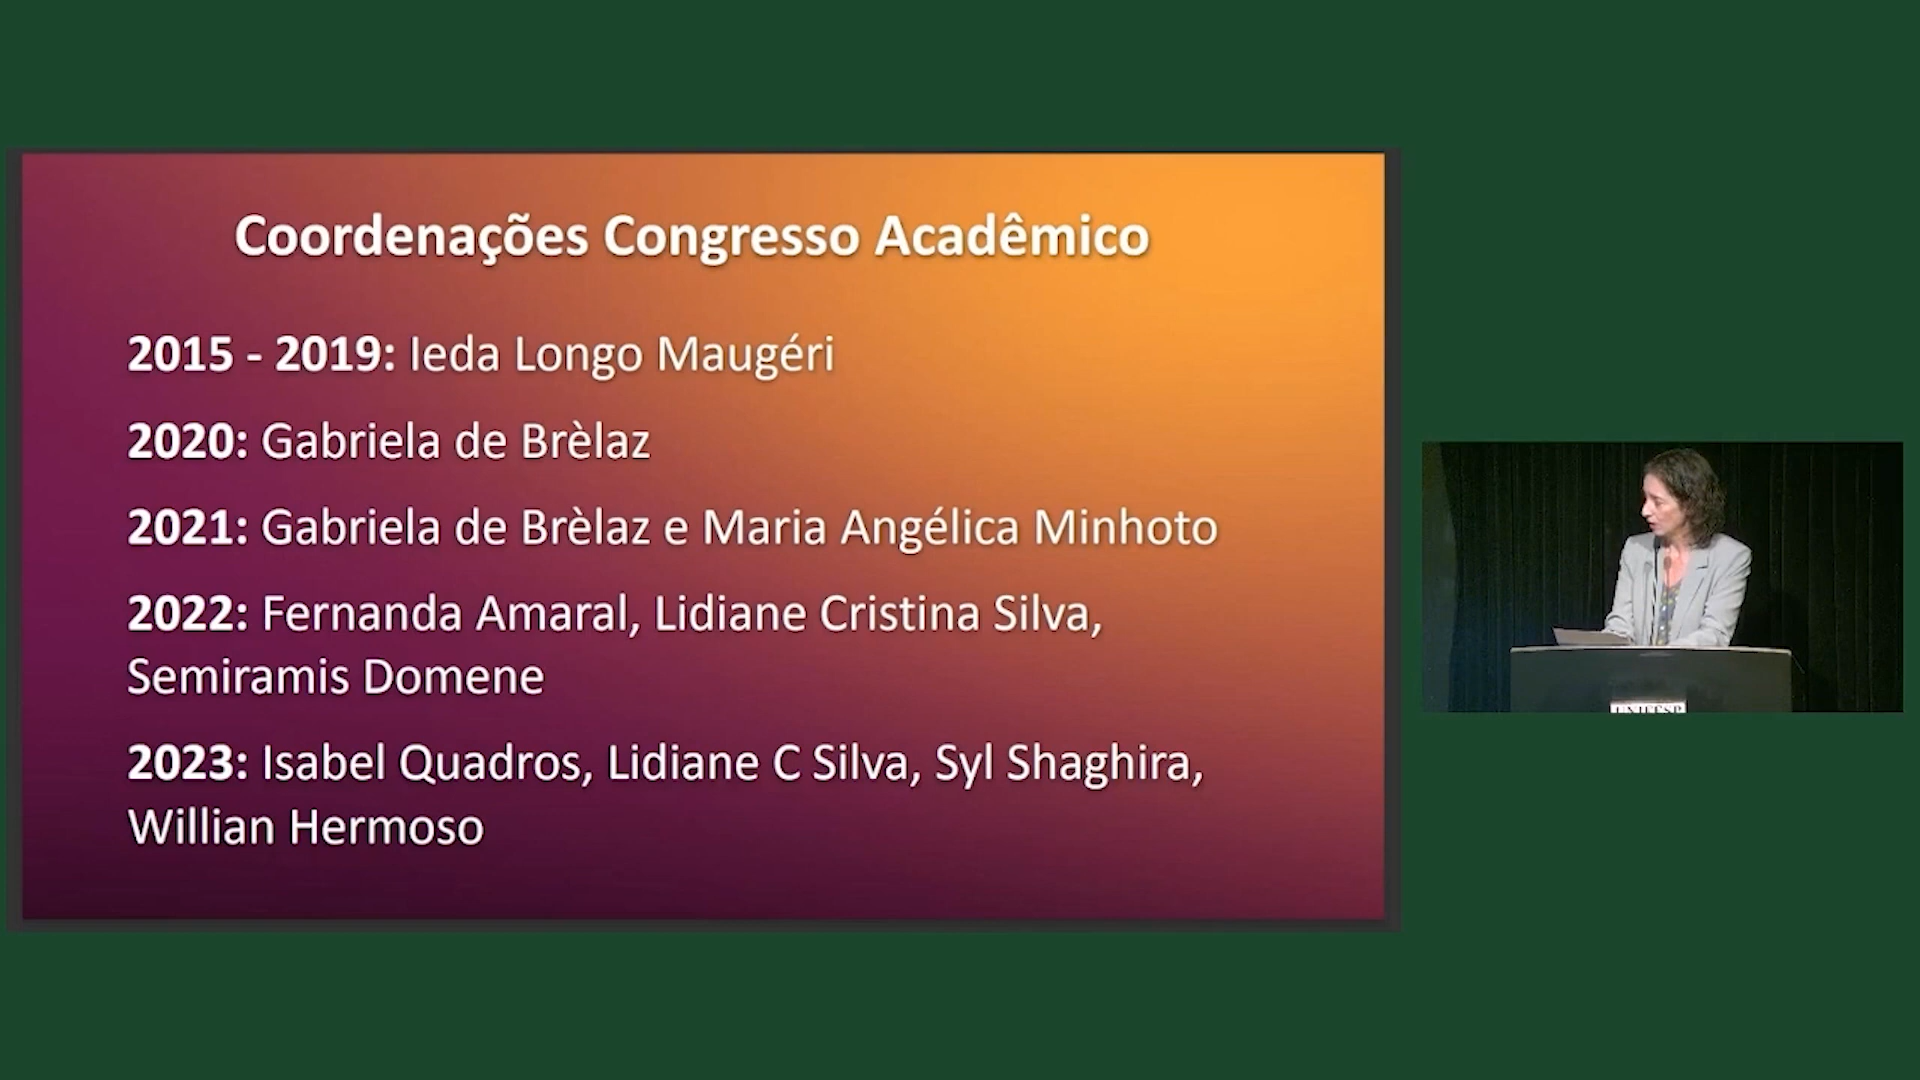 Coordenações Congresso Acadêmico
2015 - 2019: Ieda Longo Maugéri
2020: Gabriela de Brèlaz
2021: Gabriela de Brèlaz e Maria Angélica Minhoto
2022: Fernanda Amaral, Lidiane Cristina Silva,
Semiramis Domene
2023: Isabel Quadros, Lidiane C Silva, Syl Shaghira,
Willian Hermoso
UNIFESP